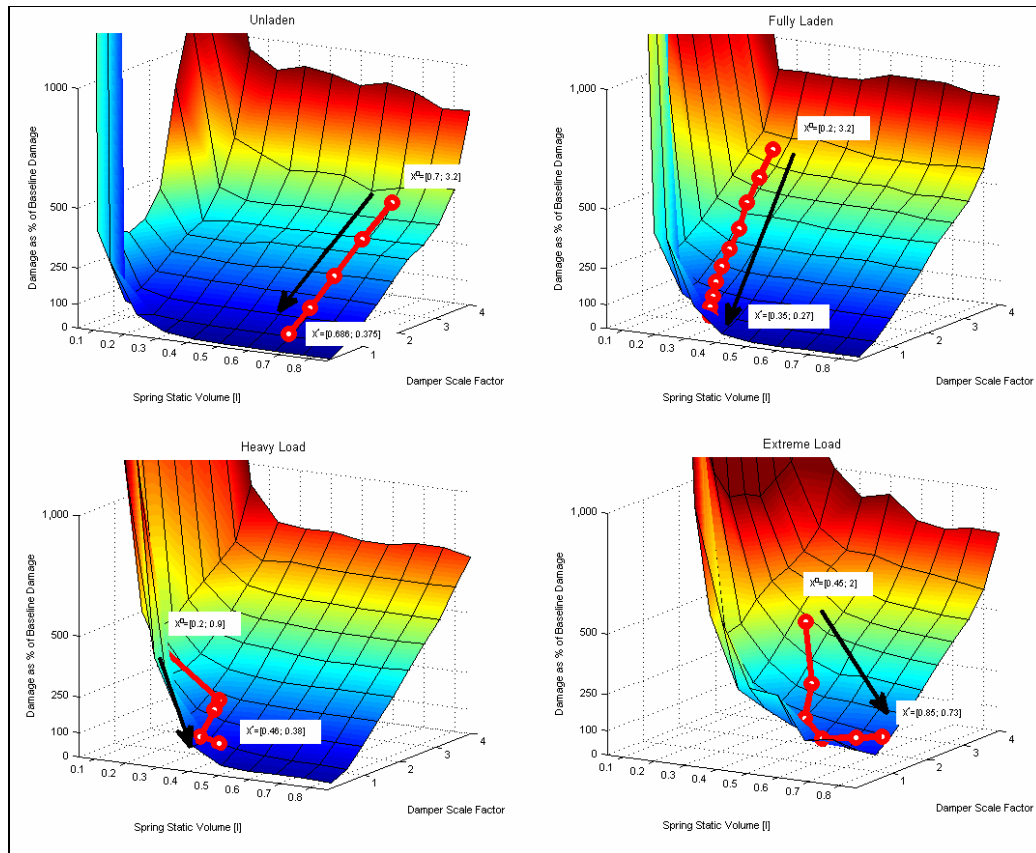 Unladen
1000
500
250
100
0
Damage as % of Baseline Damage
X⁰=[0.7; 3.2]
X*=[0.686; 0.375]
0.1
0.2
0.3
0.4
0.5
0.6
0.7
0.8
Spring Static Volume [l]
1
2
3
4
Damper Scale Factor
Fully Laden
1,000
500
250
100
0
Damage as % of Baseline Damage
X⁰=[0.2; 3.2]
X*=[0.35; 0.27]
0.1
0.2
0.3
0.4
0.5
0.6
0.7
0.8
Spring Static Volume [l]
1
2
3
4
Damper Scale Factor
Heavy Load
1,000
500
250
100
0
Damage as % of Baseline Damage
X⁰=[0.2; 0.9]
X*=[0.46; 0.38]
0.1
0.2
0.3
0.4
0.5
0.6
0.7
0.8
Spring Static Volume [l]
1
2
3
4
Damper Scale Factor
Extreme Load
1,000
500
250
100
0
Damage as % of Baseline Damage
X⁰=[0.45; 2]
X*=[0.85; 0.73]
0.1
0.2
0.3
0.4
0.5
0.6
0.7
0.8
Spring Static Volume [l]
1
2
3
4
Damper Scale Factor